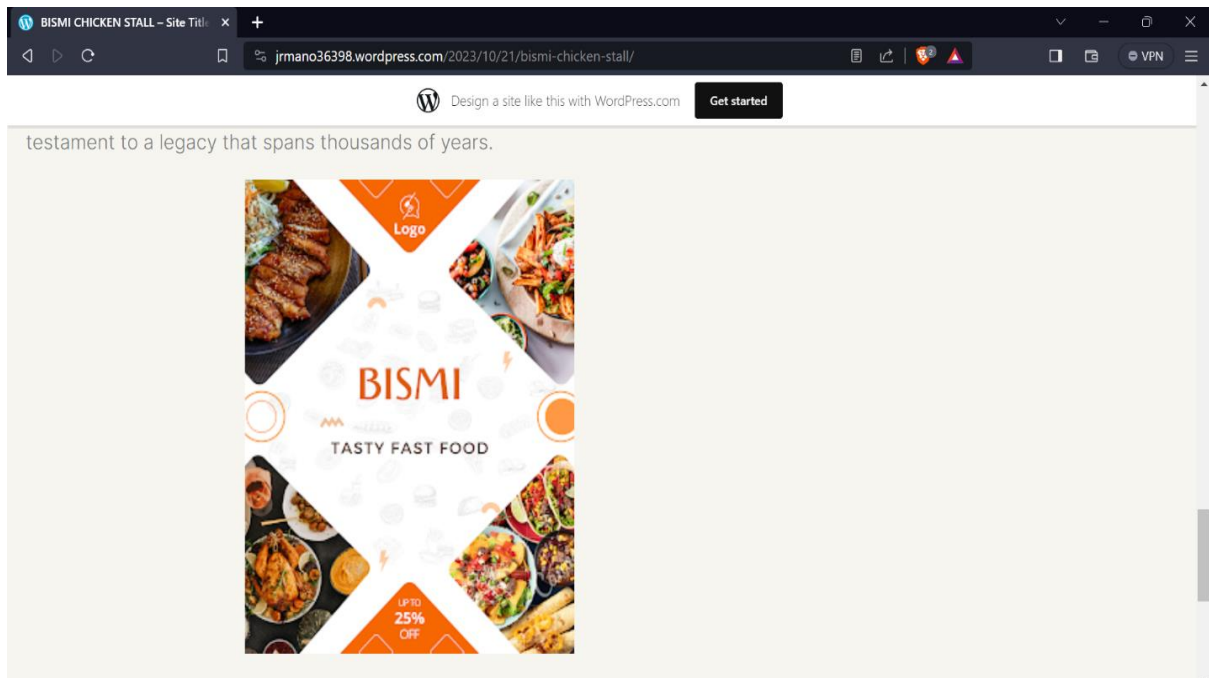 BISMI CHICKEN STALL – Site Title
jrmano36398.wordpress.com/2023/10/21/bismi-chicken-stall/
2
VPN
Design a site like this with WordPress.com
Get started
testament to a legacy that spans thousands of years.
Logo
BISMI
TASTY FAST FOOD
UP TO
25%
OFF